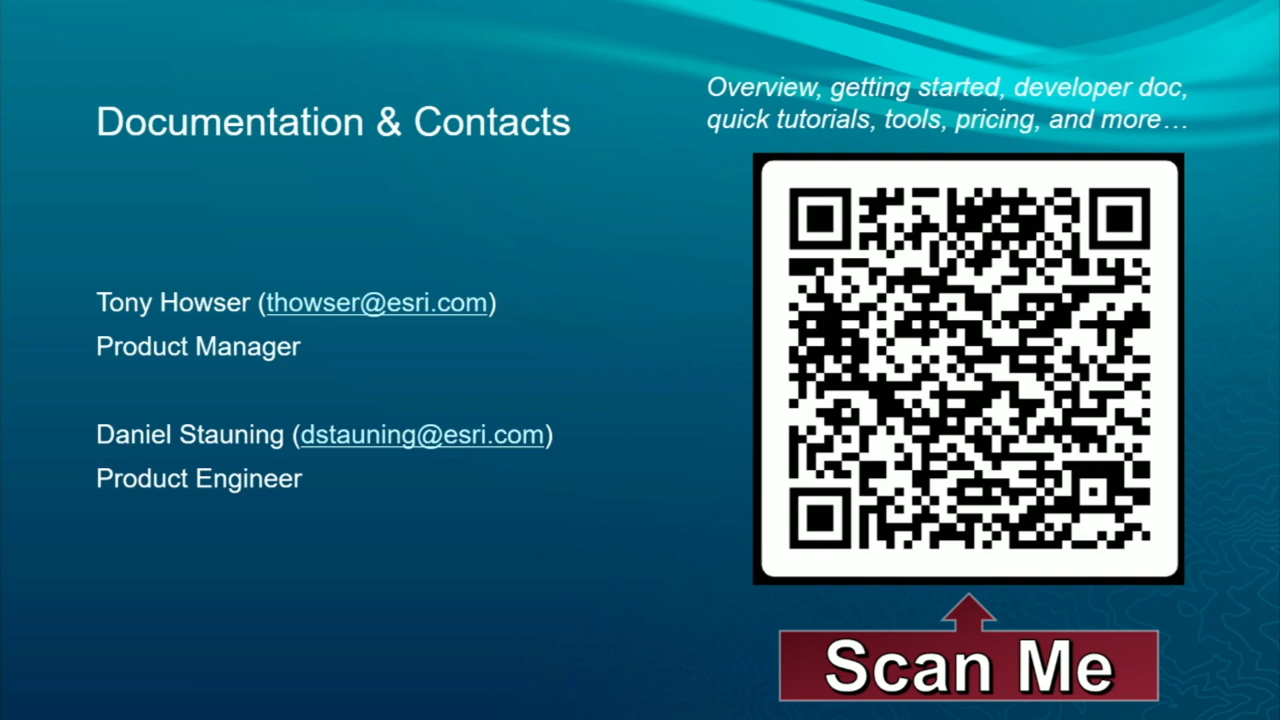 Documentation & Contacts
Overview, getting started, developer doc,
quick tutorials, tools, pricing, and more…
Tony Howser (thowser@esri.com)
Product Manager
Daniel Stauning (dstauning@esri.com)
Product Engineer
Scan Me